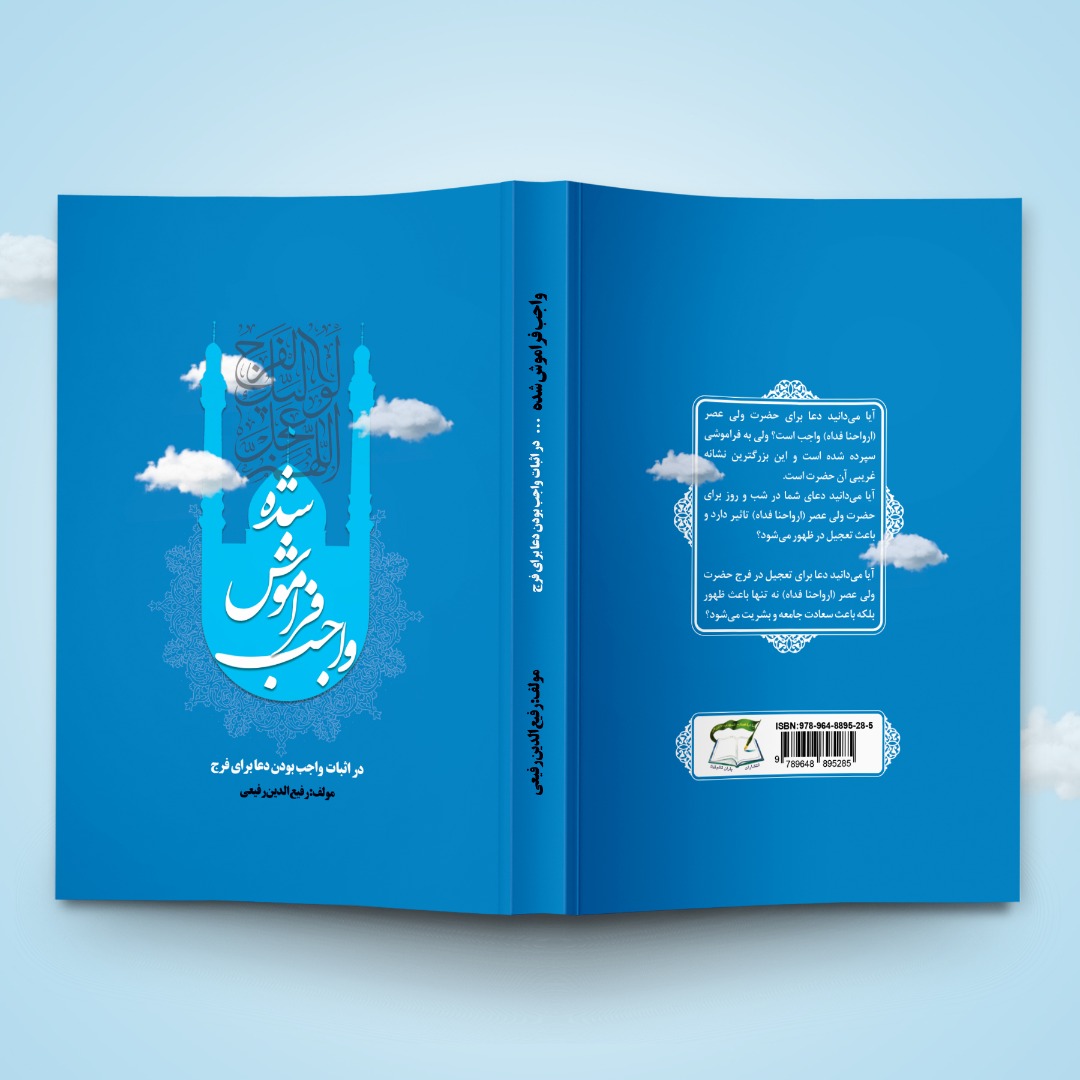 اللهم عجل لولیک الفرج
واجب فراموش شده
در اثبات واجب بودن دعا برای فرج
مولف: رفیع الدین رفیعی
واجب فراموش شده ... در اثبات واجب بودن دعا برای فرج
مولف: رفیع الدین رفیعی
آیا می‌دانید دعا برای حضرت ولی عصر
(ارواحنا فداه) واجب است؟ ولی به فراموشی
سپرده شده است و این بزرگترین نشانه
غریبی آن حضرت است.
آیا می‌دانید دعای شما در شب و روز برای
حضرت ولی عصر (ارواحنا فداه) تاثیر دارد و
باعث تعجیل در ظهور می‌شود؟
آیا می‌دانید دعا برای تعجیل در فرج حضرت
ولی عصر (ارواحنا فداه) نه تنها باعث ظهور
بلکه باعث سعادت جامعه و بشریت می‌شود؟
ISBN: 978-964-8895-28-5
9 789648 895285